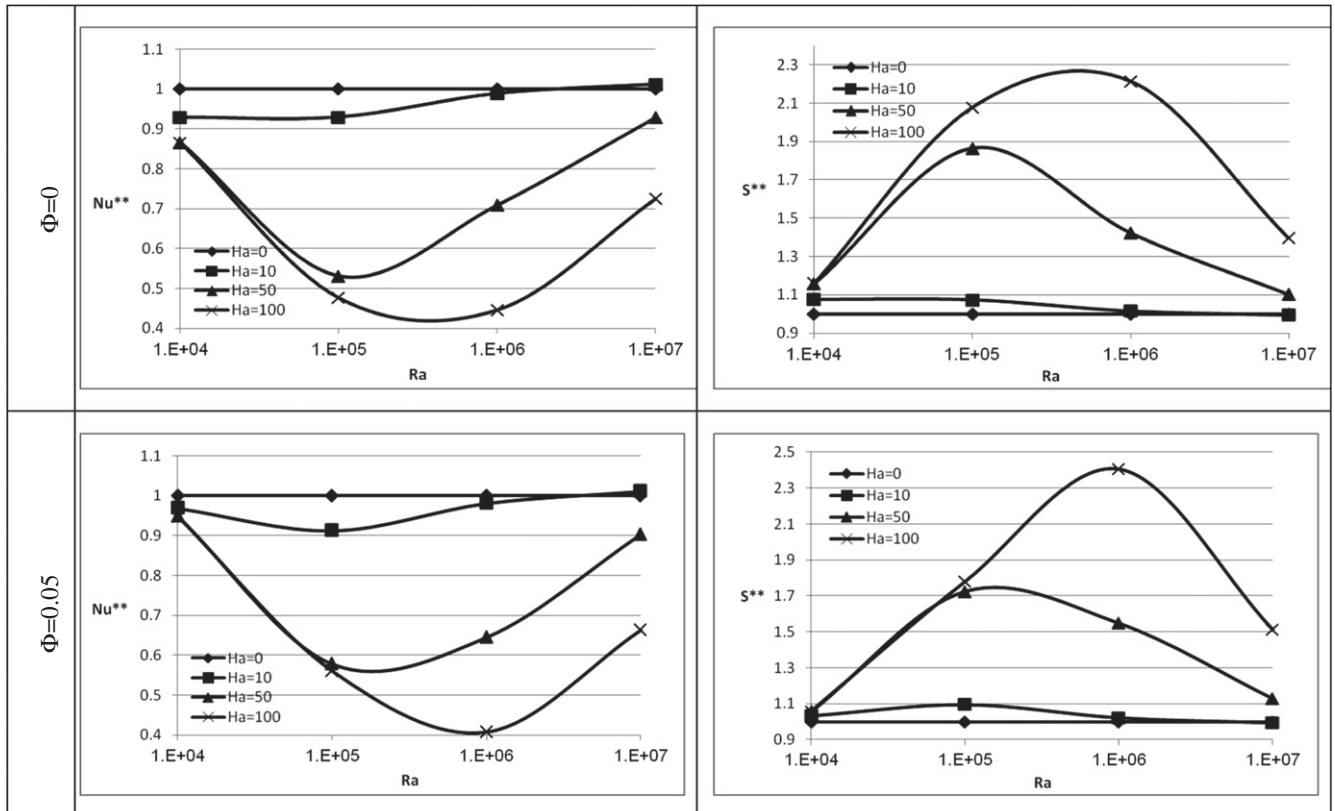 Φ=0
1.1
1
0.9
0.8
0.7
0.6
0.5
0.4
Nu**
Ha=0
Ha=10
Ha=50
Ha=100
1.E+04
1.E+05
1.E+06
1.E+07
Ra
2.3
2.1
1.9
1.7
1.5
1.3
1.1
0.9
S**
Ha=0
Ha=10
Ha=50
Ha=100
1.E+04
1.E+05
1.E+06
1.E+07
Ra
Φ=0.05
1.1
1
0.9
0.8
0.7
0.6
0.5
0.4
Nu**
Ha=0
Ha=10
Ha=50
Ha=100
1.E+04
1.E+05
1.E+06
1.E+07
Ra
2.5
2.3
2.1
1.9
1.7
1.5
1.3
1.1
0.9
S**
Ha=0
Ha=10
Ha=50
Ha=100
1.E+04
1.E+05
1.E+06
1.E+07
Ra